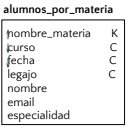 alumnos_por_materia
nombre_materia K
curso C
fecha C
legajo C
nombre
email
especialidad